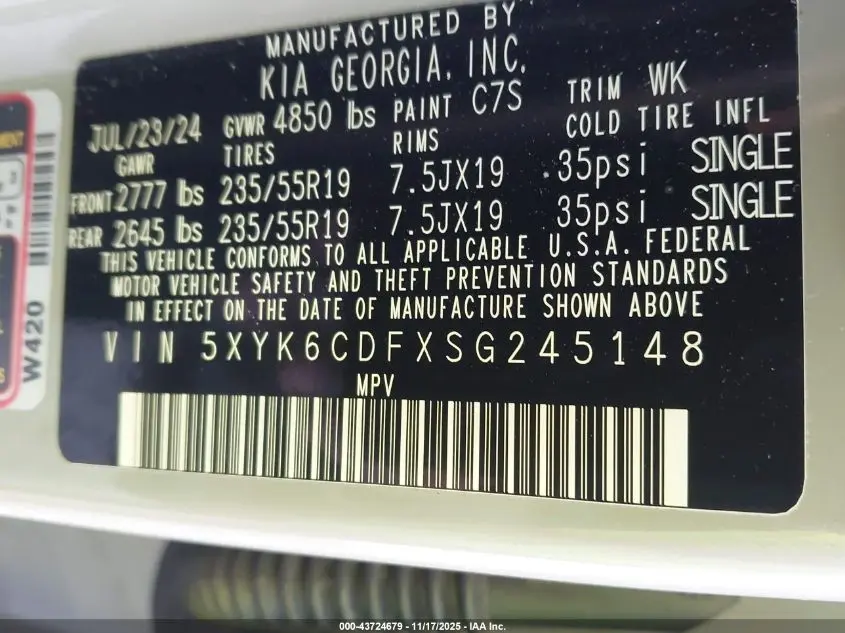 MANUFACTURED BY
KIA GEORGIA, INC.
JUL/23/24 GVWR 4850 lbs PAINT C7S TRIM WK
GAWR TIRES RIMS COLD TIRE INFL
FRONT 2777 lbs 235/55R19 7.5JX19 35psi SINGLE
REAR 2645 lbs 235/55R19 7.5JX19 35psi SINGLE
THIS VEHICLE CONFORMS TO ALL APPLICABLE U.S.A. FEDERAL
MOTOR VEHICLE SAFETY AND THEFT PREVENTION STANDARDS
IN EFFECT ON THE DATE OF MANUFACTURE SHOWN ABOVE
VIN 5XYK6CDFXSG245148
MPV
W420
000-43724679 - 11/17/2025 - IAA Inc.